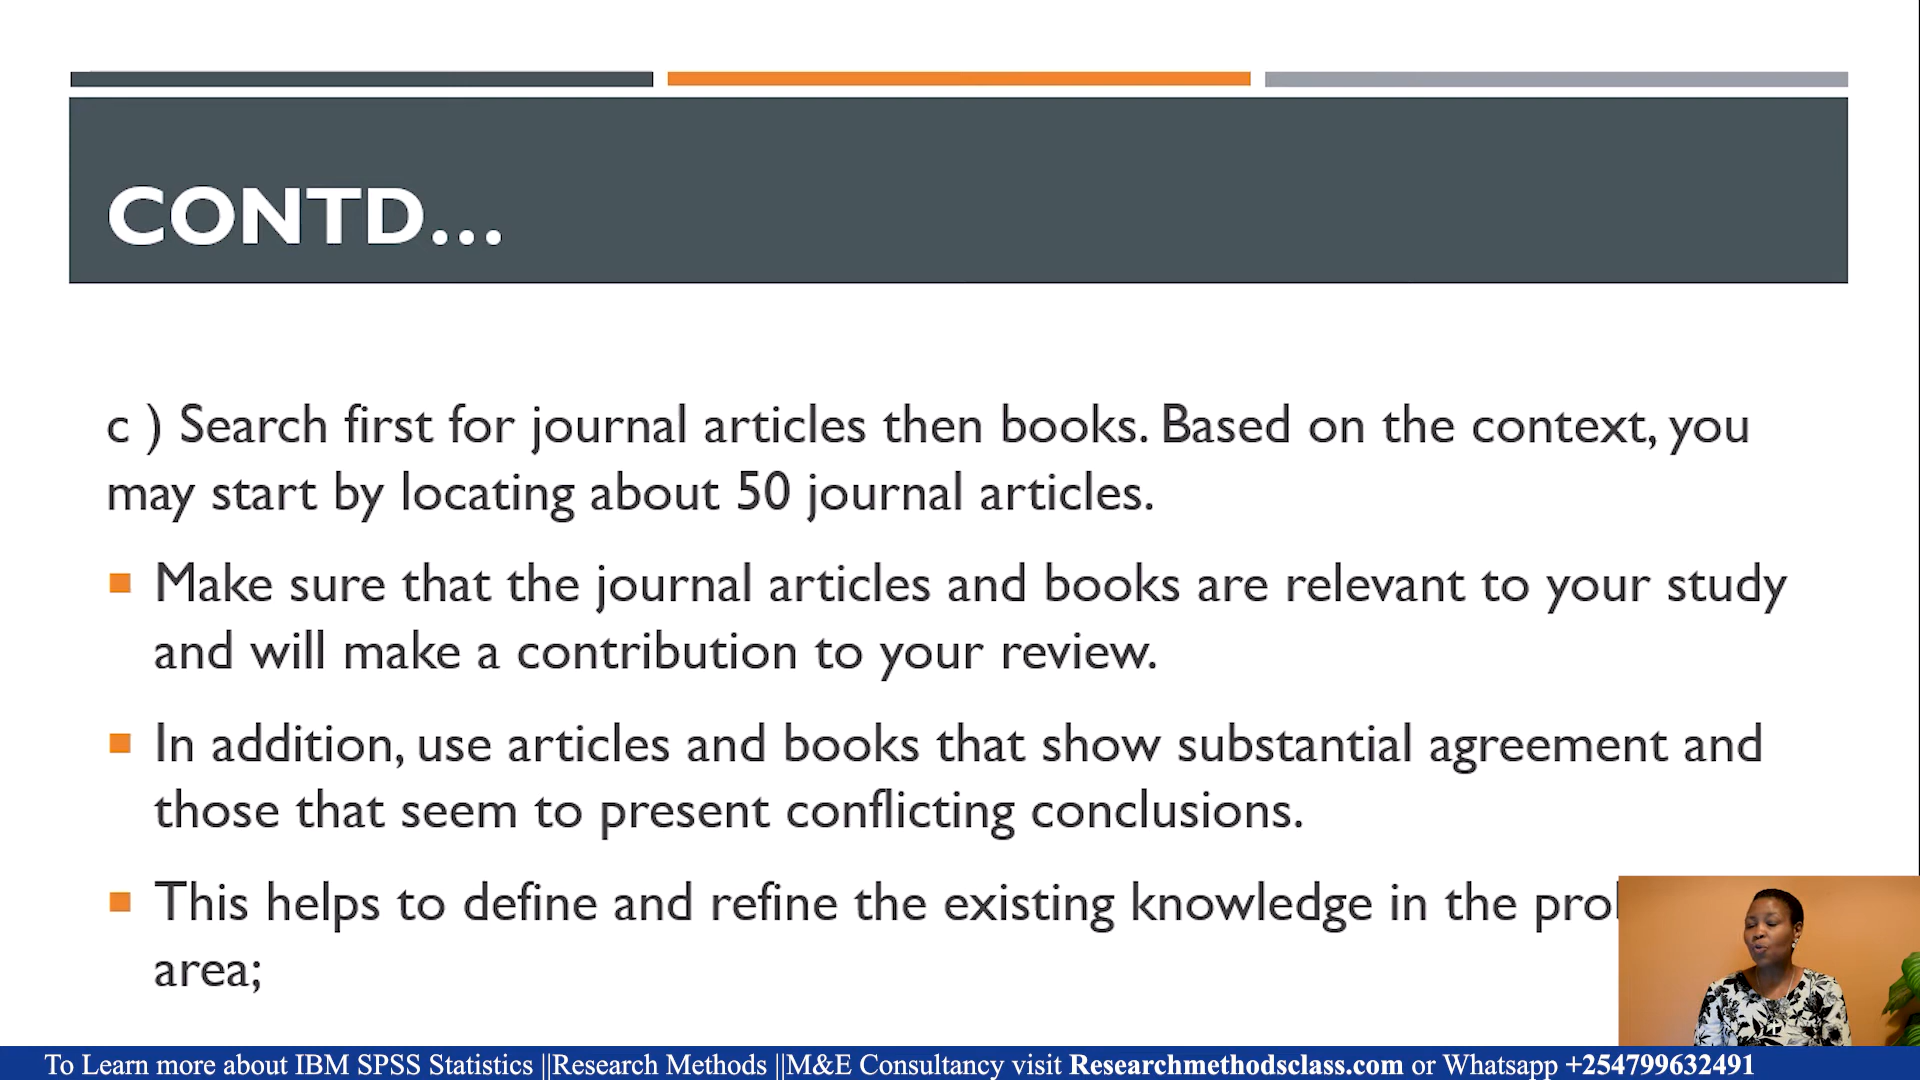 CONTD...
c ) Search first for journal articles then books. Based on the context, you
may start by locating about 50 journal articles.
Make sure that the journal articles and books are relevant to your study
and will make a contribution to your review.
In addition, use articles and books that show substantial agreement and
those that seem to present conflicting conclusions.
This helps to define and refine the existing knowledge in the
area;
To Learn more about IBM SPSS Statistics ||Research Methods ||M&E Consultancy visit Researchmethodsclass.com or Whatsapp +254799632491